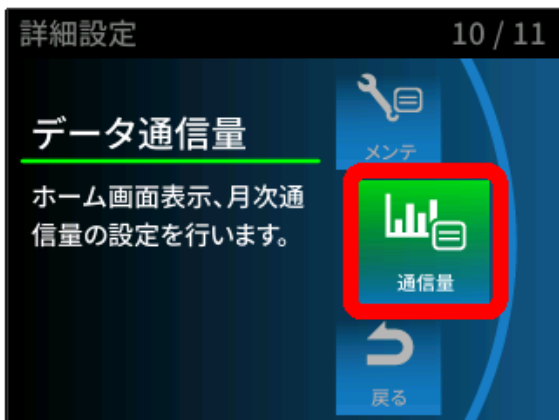 詳細設定 10 / 11
データ通信量
ホーム画面表示、月次通
信量の設定を行います。
メンテ
通信量
戻る